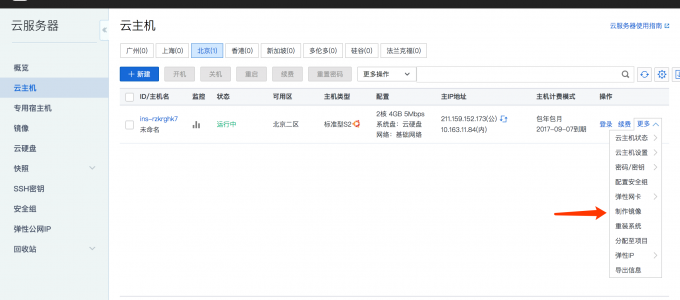 云服务器
概览
云主机
专用宿主机
镜像
云硬盘
快照
SSH密钥
安全组
弹性公网IP
回收站
云主机
云服务器使用指南
广州(0) 上海(0) 北京(1) 香港(0) 新加坡(0) 多伦多(0) 硅谷(0) 法兰克福(0)
+ 新建 开机 关机 重启 续费 重置密码 更多操作
ID/主机名 监控 状态 可用区 主机类型 配置 主IP地址 主机计费模式 操作
ins-rzkrghk7
未命名
运行中
北京二区
标准型S2
2核 4GB 5Mbps
系统盘：云硬盘
网络：基础网络
211.159.152.173(公)
10.163.11.84(内)
包年包月
2017-09-07到期
登录 续费 更多
云主机状态
云主机设置
密码/密钥
配置安全组
弹性网卡
制作镜像
重装系统
分配至项目
弹性IP
导出信息